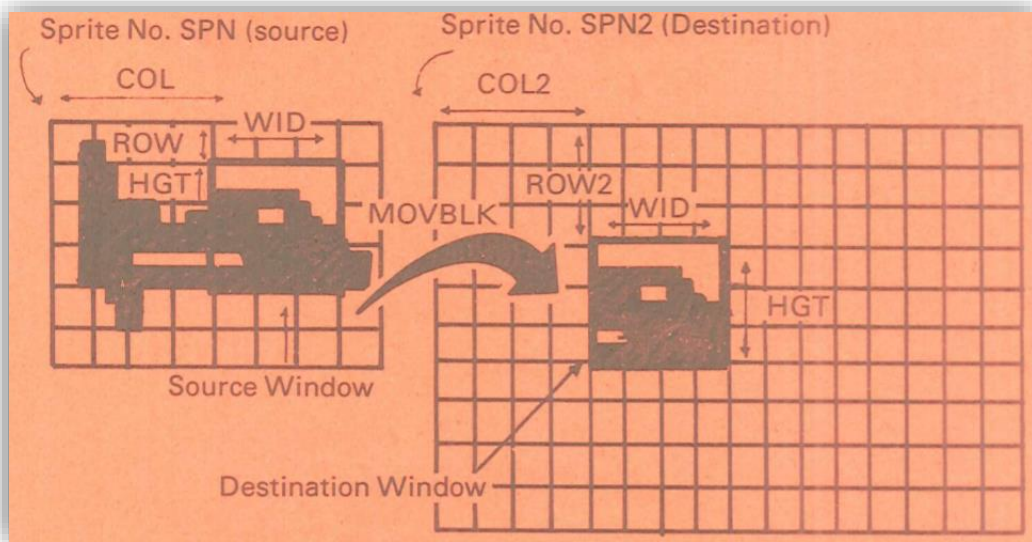 Sprite No. SPN (source)
Sprite No. SPN2 (Destination)
COL
COL2
ROW
WID
HGT
MOVBLK
ROW2
WID
HGT
Source Window
Destination Window